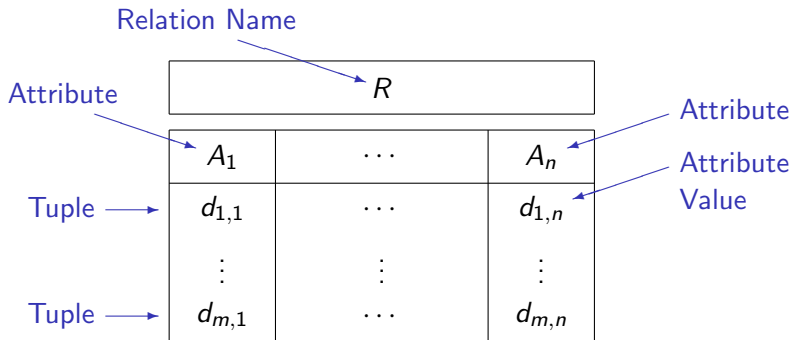 Relation Name
R
Attribute
Attribute
A₁ ⋯ Aₙ
Attribute
Value
Tuple
d₁,₁ ⋯ d₁,ₙ
⋮ ⋮ ⋮
Tuple
dₘ,₁ ⋯ dₘ,ₙ